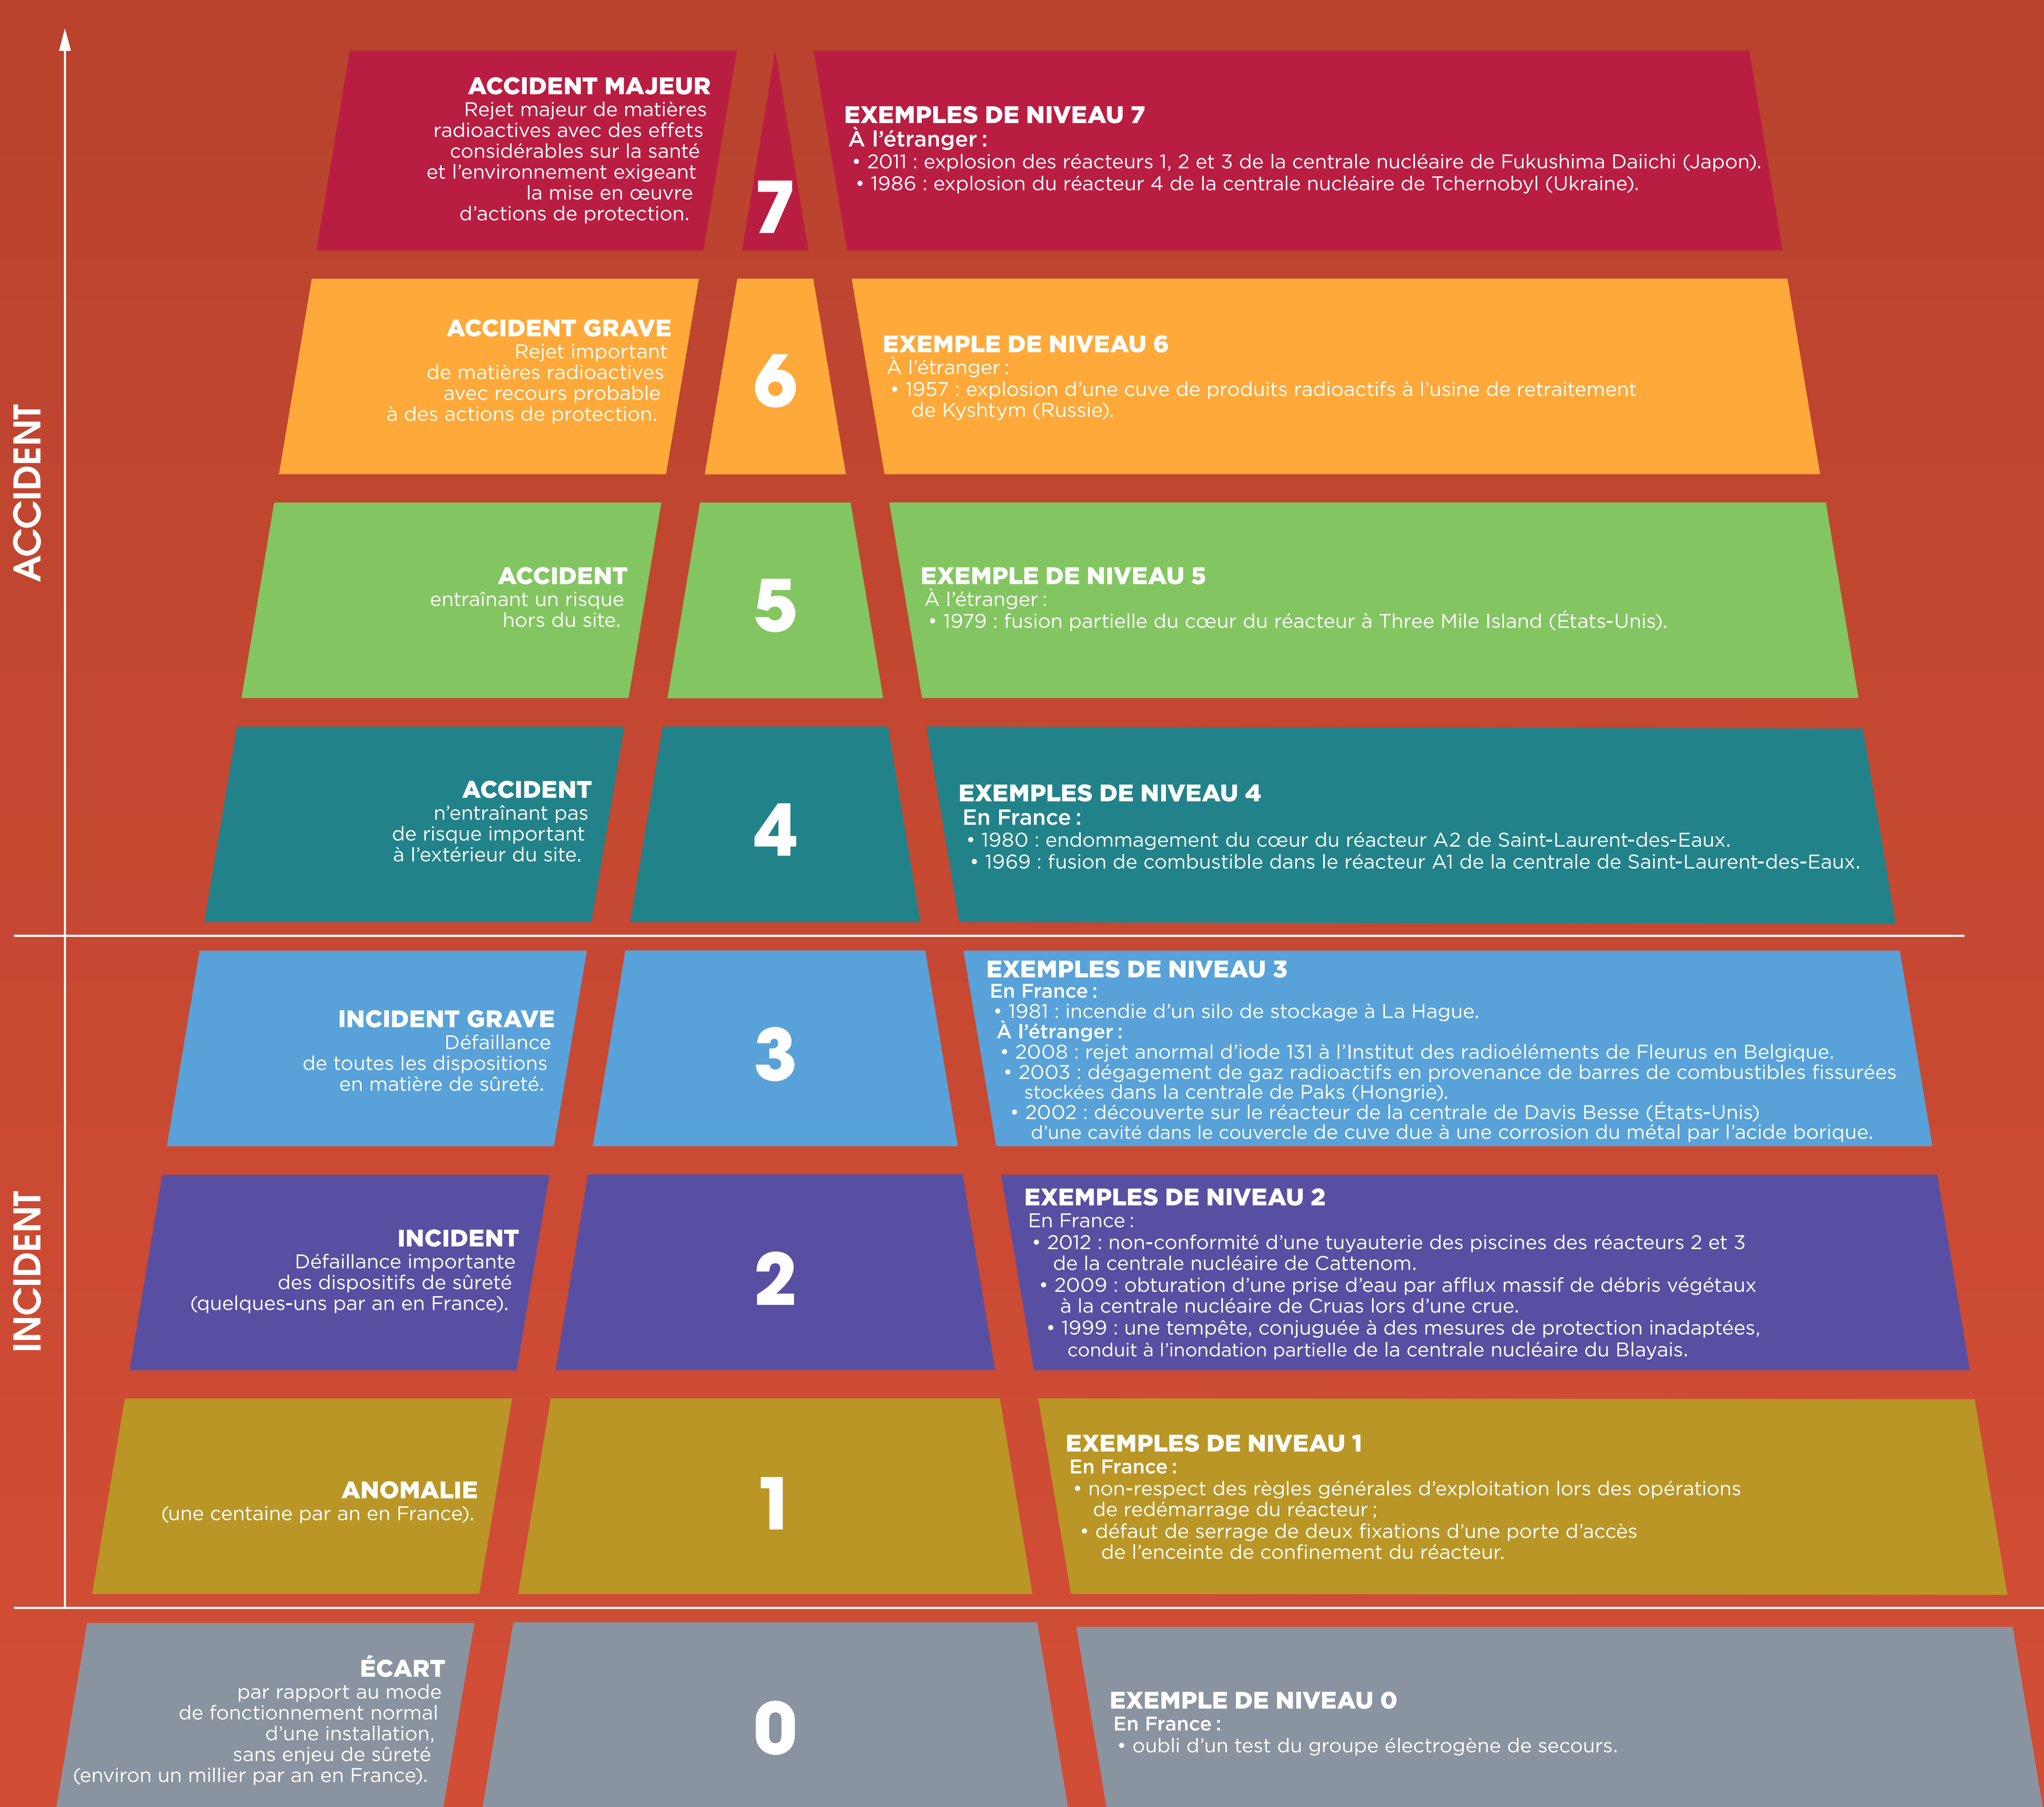 ACCIDENT
ACCIDENT MAJEUR
Rejet majeur de matières
radioactives avec des effets
considérables sur la santé
et l’environnement exigeant
la mise en œuvre
d’actions de protection.
7
EXEMPLES DE NIVEAU 7
À l’étranger :
• 2011 : explosion des réacteurs 1, 2 et 3 de la centrale nucléaire de Fukushima Daiichi (Japon).
• 1986 : explosion du réacteur 4 de la centrale nucléaire de Tchernobyl (Ukraine).
ACCIDENT GRAVE
Rejet important
de matières radioactives
avec recours probable
à des actions de protection.
6
EXEMPLE DE NIVEAU 6
À l’étranger :
• 1957 : explosion d’une cuve de produits radioactifs à l’usine de retraitement
de Kyshtym (Russie).
ACCIDENT
entraînant un risque
hors du site.
5
EXEMPLE DE NIVEAU 5
À l’étranger :
• 1979 : fusion partielle du cœur du réacteur à Three Mile Island (États-Unis).
ACCIDENT
n’entraînant pas
de risque important
à l’extérieur du site.
4
EXEMPLES DE NIVEAU 4
En France :
• 1980 : endommagement du cœur du réacteur A2 de Saint-Laurent-des-Eaux.
• 1969 : fusion de combustible dans le réacteur A1 de la centrale de Saint-Laurent-des-Eaux.
INCIDENT
INCIDENT GRAVE
Défaillance
de toutes les dispositions
en matière de sûreté.
3
EXEMPLES DE NIVEAU 3
En France :
• 1981 : incendie d’un silo de stockage à La Hague.
À l’étranger :
• 2008 : rejet anormal d’iode 131 à l’Institut des radioéléments de Fleurus en Belgique.
• 2003 : dégagement de gaz radioactifs en provenance de barres de combustibles fissurées
stockées dans la centrale de Paks (Hongrie).
• 2002 : découverte sur le réacteur de la centrale de Davis Besse (États-Unis)
d’une cavité dans le couvercle de cuve due à une corrosion du métal par l’acide borique.
INCIDENT
Défaillance importante
des dispositifs de sûreté
(quelques-uns par an en France).
2
EXEMPLES DE NIVEAU 2
En France :
• 2012 : non-conformité d’une tuyauterie des piscines des réacteurs 2 et 3
de la centrale nucléaire de Cattenom.
• 2009 : obturation d’une prise d’eau par afflux massif de débris végétaux
à la centrale nucléaire de Cruas lors d’une crue.
• 1999 : une tempête, conjuguée à des mesures de protection inadaptées,
conduit à l’inondation partielle de la centrale nucléaire du Blayais.
ANOMALIE
(une centaine par an en France).
1
EXEMPLES DE NIVEAU 1
En France :
• non-respect des règles générales d’exploitation lors des opérations
de redémarrage du réacteur ;
• défaut de serrage de deux fixations d’une porte d’accès
de l’enceinte de confinement du réacteur.
ÉCART
par rapport au mode
de fonctionnement normal
d’une installation,
sans enjeu de sûreté
(environ un millier par an en France).
0
EXEMPLE DE NIVEAU 0
En France :
• oubli d’un test du groupe électrogène de secours.